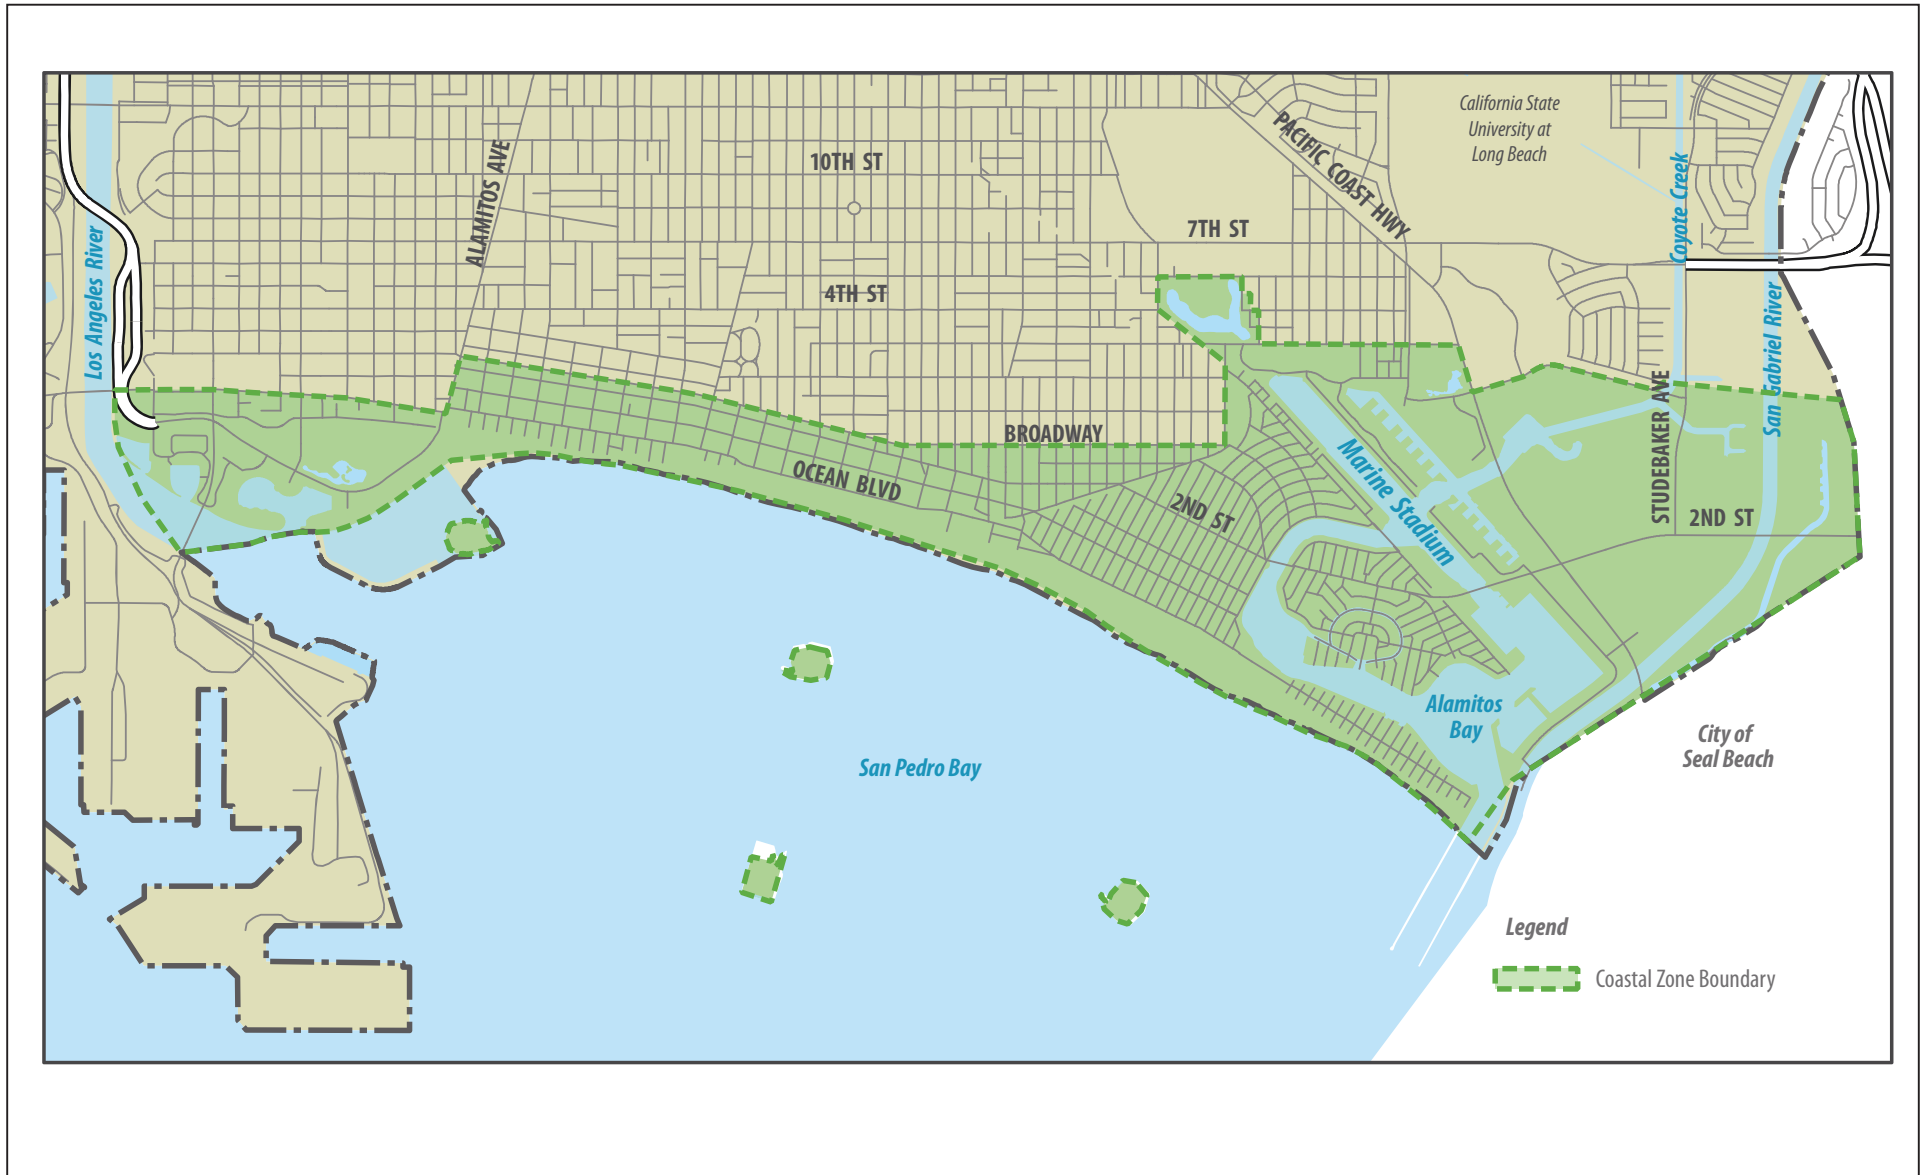 California State
University at
Long Beach
PACIFIC COAST HWY
10TH ST
ALAMITOS AVE
Coyote Creek
7TH ST
Los Angeles River
4TH ST
San Gabriel River
STUDEBAKER AVE
BROADWAY
Marine Stadium
OCEAN BLVD
2ND ST
2ND ST
Alamitos
Bay
City of
Seal Beach
San Pedro Bay
Legend
Coastal Zone Boundary